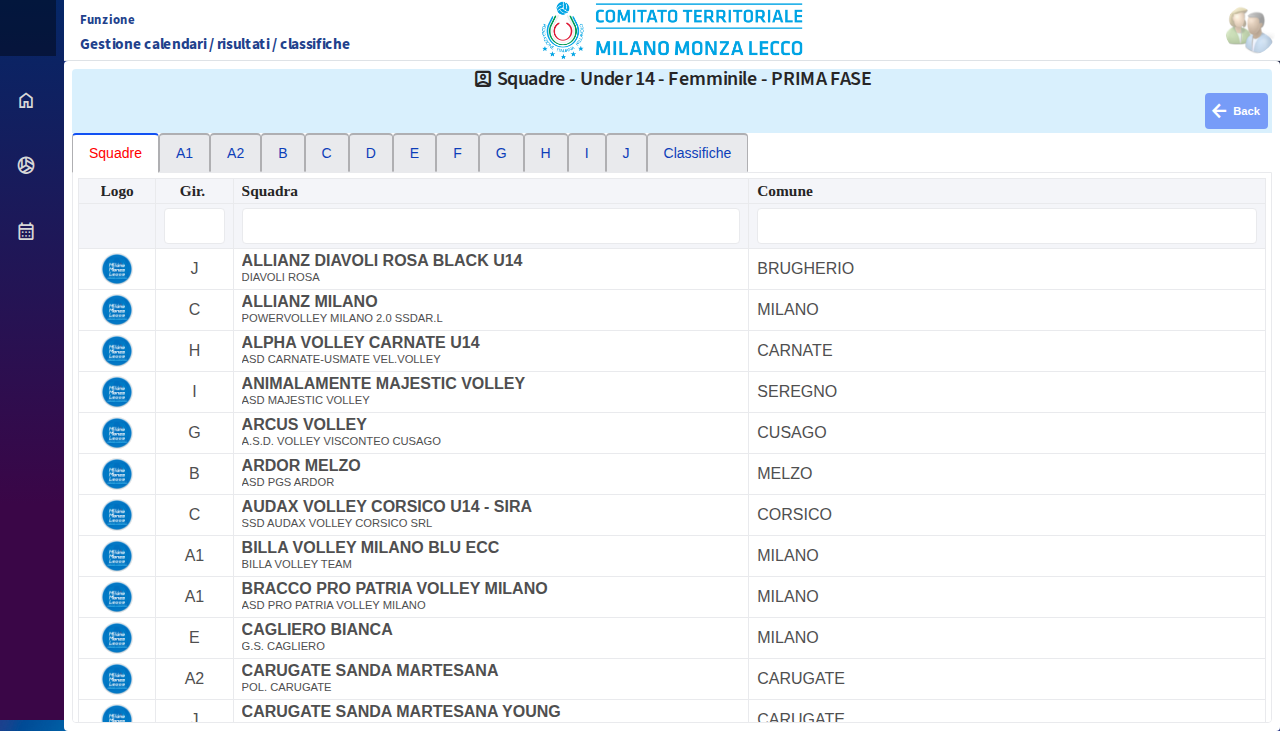 Funzione
Gestione calendari / risultati / classifiche
COMITATO TERRITORIALE
MILANO MONZA LECCO
Squadre - Under 14 - Femminile - PRIMA FASE
Back
Squadre A1 A2 B C D E F G H I J Classifiche
Logo Gir. Squadra Comune
J ALLIANZ DIAVOLI ROSA BLACK U14 BRUGHERIO
DIAVOLI ROSA
C ALLIANZ MILANO MILANO
POWERVOLLEY MILANO 2.0 SSDAR.L
H ALPHA VOLLEY CARNATE U14 CARNATE
ASD CARNATE-USMATE VEL.VOLLEY
I ANIMALAMENTE MAJESTIC VOLLEY SEREGNO
ASD MAJESTIC VOLLEY
G ARCUS VOLLEY CUSAGO
A.S.D. VOLLEY VISCONTEO CUSAGO
B ARDOR MELZO MELZO
ASD PGS ARDOR
C AUDAX VOLLEY CORSICO U14 - SIRA CORSICO
SSD AUDAX VOLLEY CORSICO SRL
A1 BILLA VOLLEY MILANO BLU ECC MILANO
BILLA VOLLEY TEAM
A1 BRACCO PRO PATRIA VOLLEY MILANO MILANO
ASD PRO PATRIA VOLLEY MILANO
E CAGLIERO BIANCA MILANO
G.S. CAGLIERO
A2 CARUGATE SANDA MARTESANA CARUGATE
POL. CARUGATE
J CARUGATE SANDA MARTESANA YOUNG CARUGATE